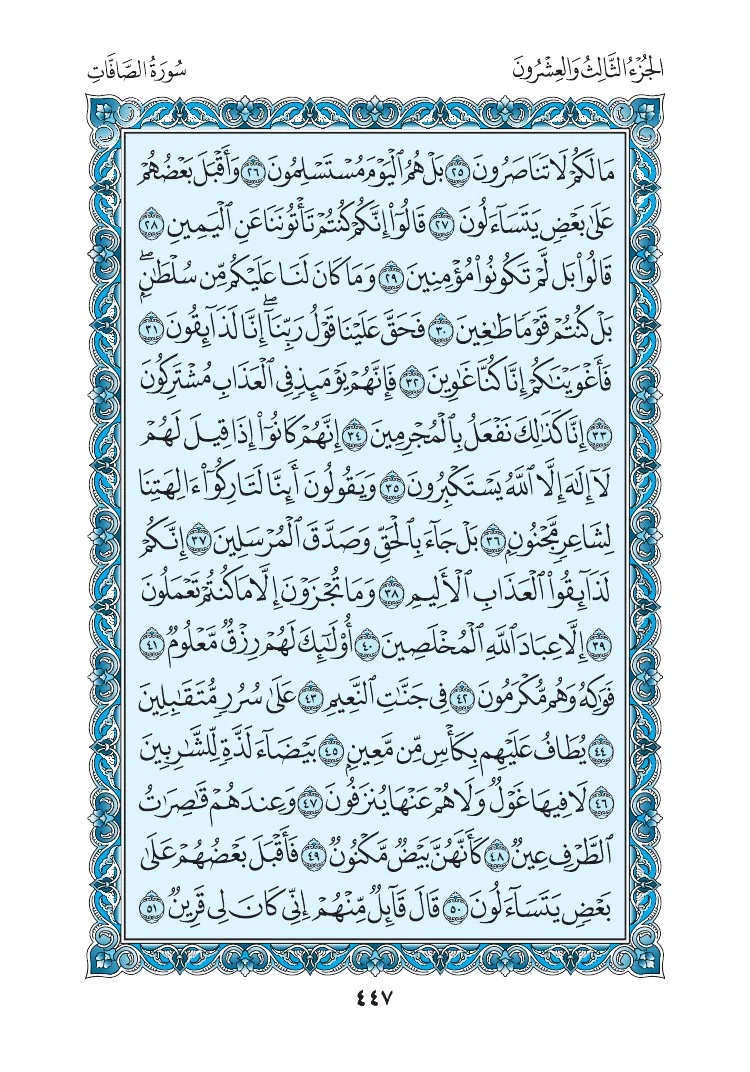 الجُزْءُ الثَّالِثُ وَالعِشْرُونَ
سُورَةُ الصَّافَّاتِ
مَا لَكُمْ لَا تَنَاصَرُونَ ٢٥ بَلْ هُمُ ٱلْيَوْمَ مُسْتَسْلِمُونَ ٢٦ وَأَقْبَلَ بَعْضُهُمْ
عَلَىٰ بَعْضٍ يَتَسَآءَلُونَ ٢٧ قَالُوٓا۟ إِنَّكُمْ كُنتُمْ تَأْتُونَنَا عَنِ ٱلْيَمِينِ ٢٨
قَالُوا۟ بَل لَّمْ تَكُونُوا۟ مُؤْمِنِينَ ٢٩ وَمَا كَانَ لَنَا عَلَيْكُم مِّن سُلْطَٰنٍۭ ۖ
بَلْ كُنتُمْ قَوْمًا طَٰغِينَ ٣٠ فَحَقَّ عَلَيْنَا قَوْلُ رَبِّنَآ ۖ إِنَّا لَذَآئِقُونَ ٣١
فَأَغْوَيْنَٰكُمْ إِنَّا كُنَّا غَٰوِينَ ٣٢ فَإِنَّهُمْ يَوْمَئِذٍ فِى ٱلْعَذَابِ مُشْتَرِكُونَ
٣٣ إِنَّا كَذَٰلِكَ نَفْعَلُ بِٱلْمُجْرِمِينَ ٣٤ إِنَّهُمْ كَانُوٓا۟ إِذَا قِيلَ لَهُمْ
لَآ إِلَٰهَ إِلَّا ٱللَّهُ يَسْتَكْبِرُونَ ٣٥ وَيَقُولُونَ أَئِنَّا لَتَارِكُوٓا۟ ءَالِهَتِنَا
لِشَاعِرٍ مَّجْنُونٍۭ ٣٦ بَلْ جَآءَ بِٱلْحَقِّ وَصَدَّقَ ٱلْمُرْسَلِينَ ٣٧ إِنَّكُمْ
لَذَآئِقُوا۟ ٱلْعَذَابِ ٱلْأَلِيمِ ٣٨ وَمَا تُجْزَوْنَ إِلَّا مَا كُنتُمْ تَعْمَلُونَ
٣٩ إِلَّا عِبَادَ ٱللَّهِ ٱلْمُخْلَصِينَ ٤٠ أُو۟لَٰٓئِكَ لَهُمْ رِزْقٌ مَّعْلُومٌ ٤١
فَوَٰكِهُ وَهُم مُّكْرَمُونَ ٤٢ فِى جَنَّٰتِ ٱلنَّعِيمِ ٤٣ عَلَىٰ سُرُرٍ مُّتَقَٰبِلِينَ
٤٤ يُطَافُ عَلَيْهِم بِكَأْسٍ مِّن مَّعِينٍۭ ٤٥ بَيْضَآءَ لَذَّةٍ لِّلشَّٰرِبِينَ
٤٦ لَا فِيهَا غَوْلٌ وَلَا هُمْ عَنْهَا يُنزَفُونَ ٤٧ وَعِندَهُمْ قَٰصِرَٰتُ
ٱلطَّرْفِ عِينٌ ٤٨ كَأَنَّهُنَّ بَيْضٌ مَّكْنُونٌ ٤٩ فَأَقْبَلَ بَعْضُهُمْ عَلَىٰ
بَعْضٍ يَتَسَآءَلُونَ ٥٠ قَالَ قَآئِلٌ مِّنْهُمْ إِنِّى كَانَ لِى قَرِينٌ ٥١
٤٤٧